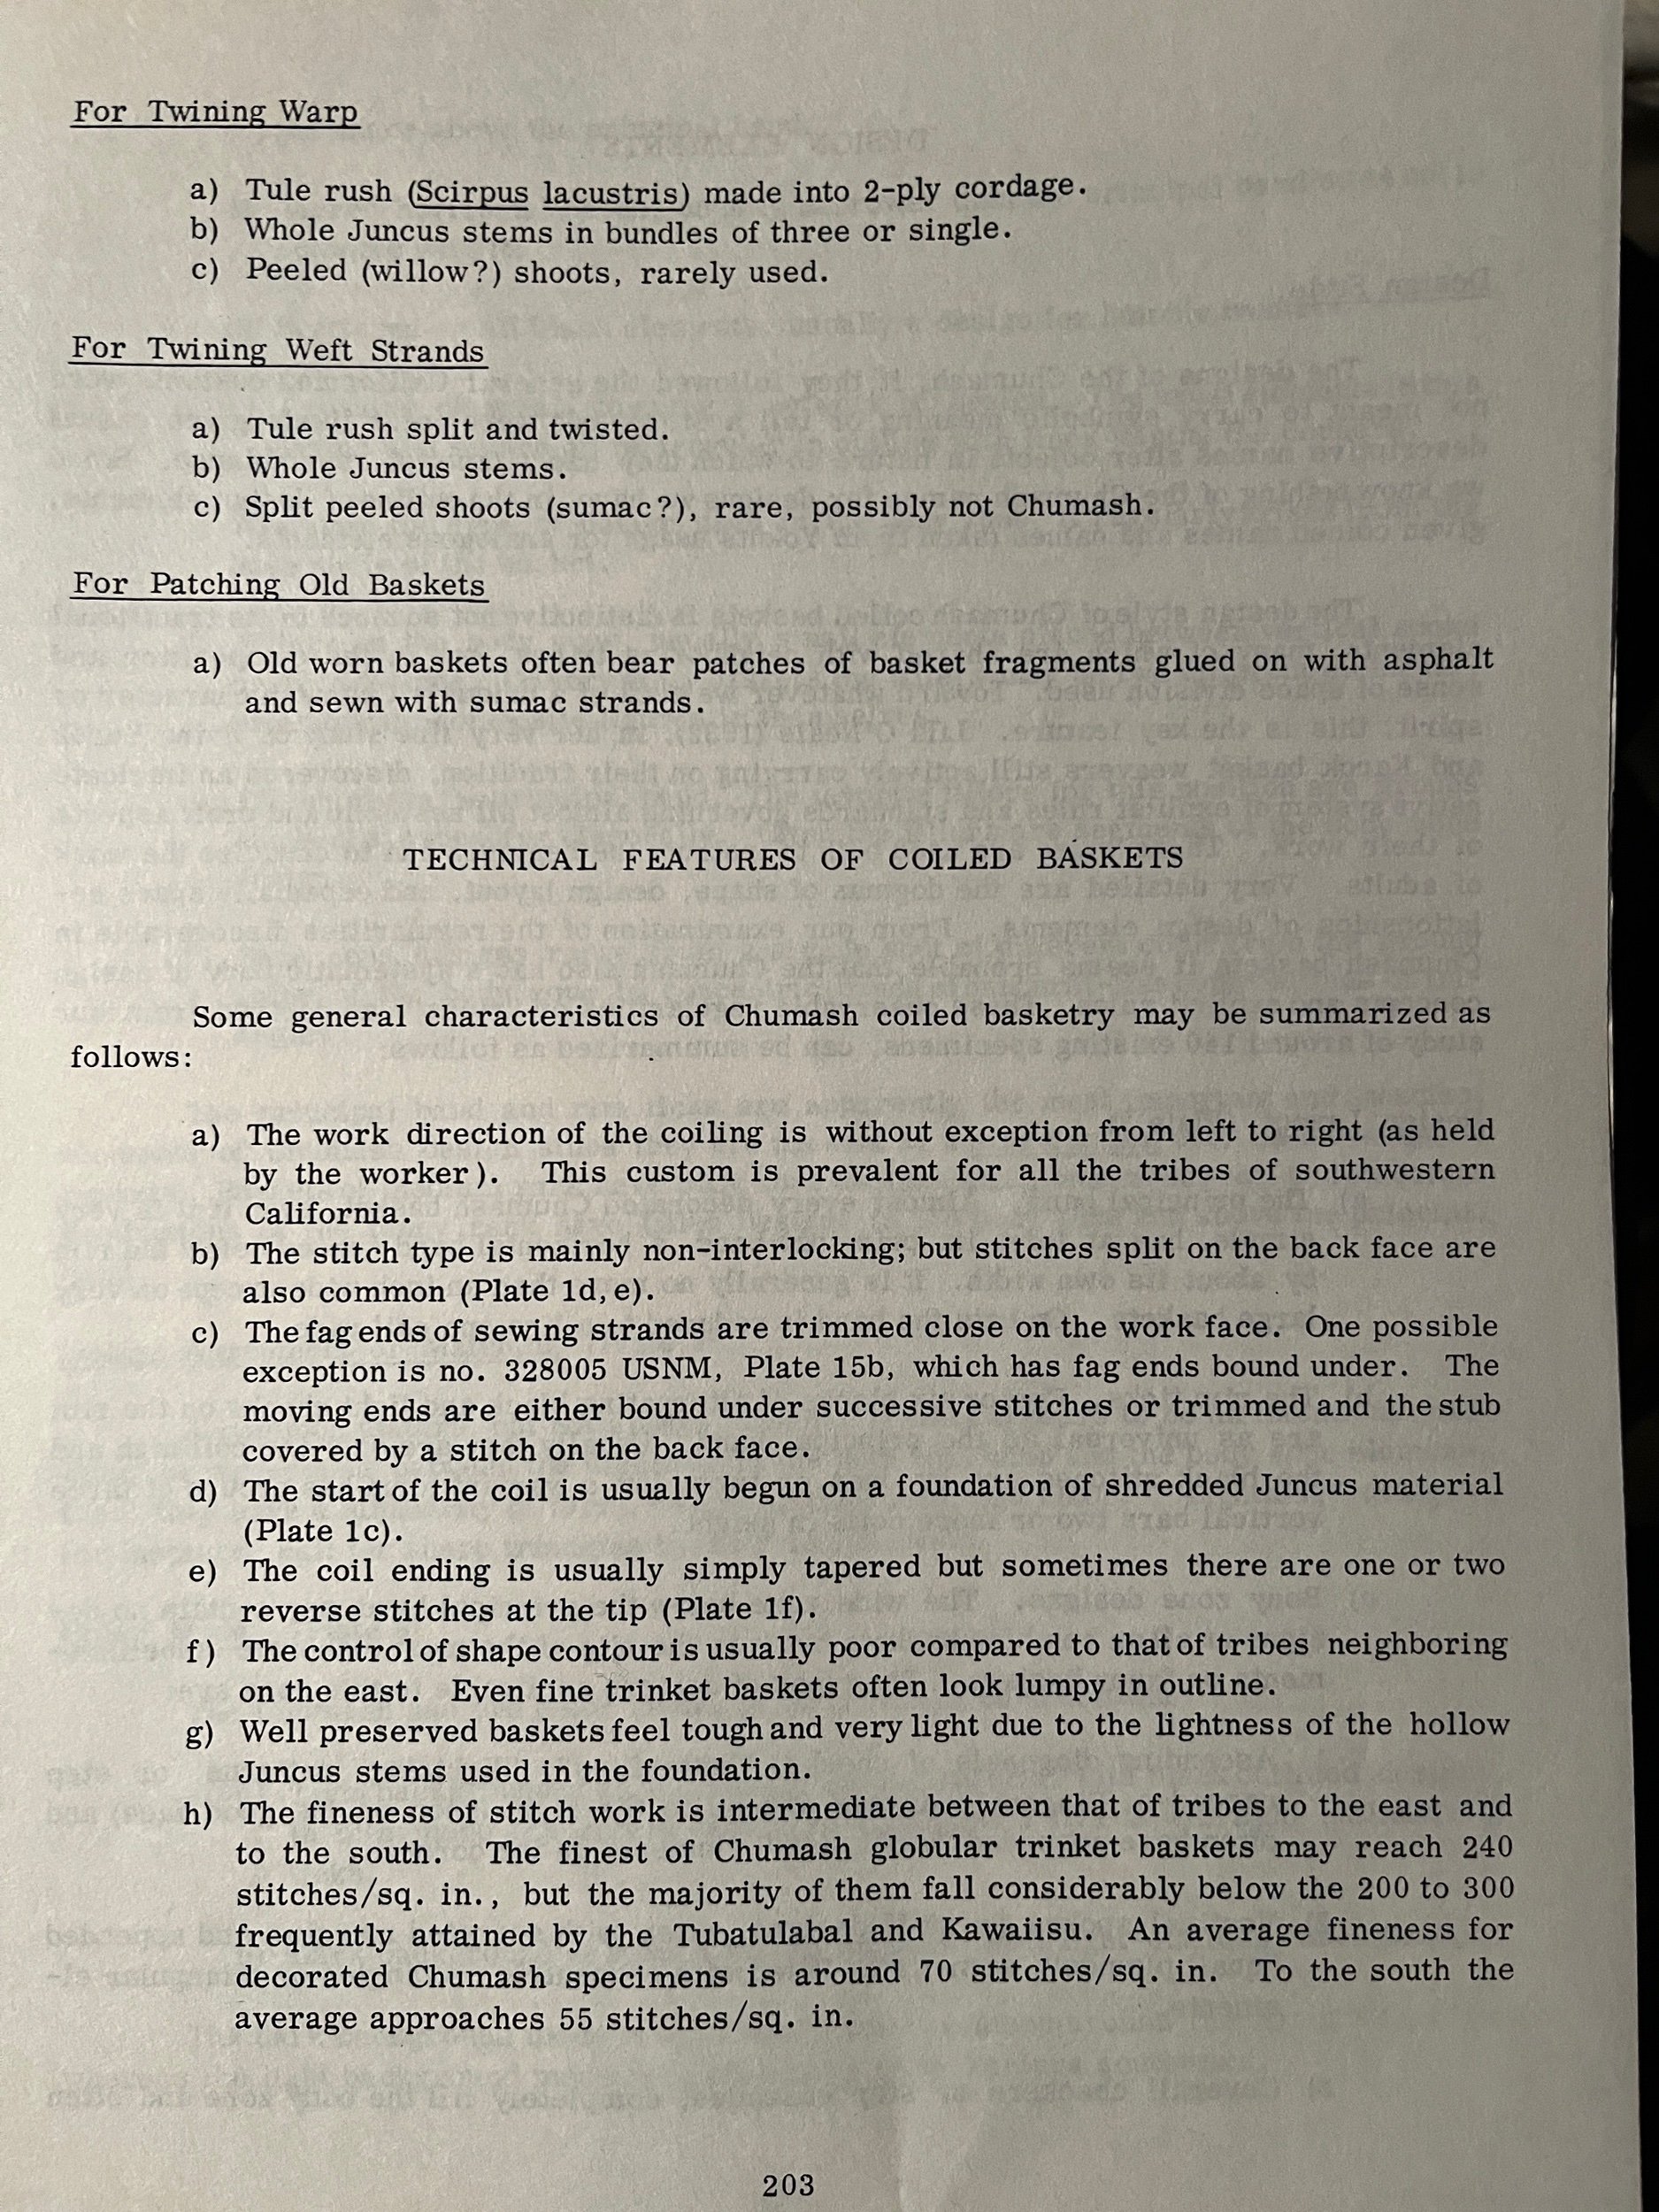 For Twining Warp
a) Tule rush (Scirpus lacustris) made into 2-ply cordage.
b) Whole Juncus stems in bundles of three or single.
c) Peeled (willow?) shoots, rarely used.
For Twining Weft Strands
a) Tule rush split and twisted.
b) Whole Juncus stems.
c) Split peeled shoots (sumac?), rare, possibly not Chumash.
For Patching Old Baskets
a) Old worn baskets often bear patches of basket fragments glued on with asphalt
and sewn with sumac strands.
TECHNICAL FEATURES OF COILED BASKETS
Some general characteristics of Chumash coiled basketry may be summarized as
follows:
a) The work direction of the coiling is without exception from left to right (as held
by the worker). This custom is prevalent for all the tribes of southwestern
California.
b) The stitch type is mainly non-interlocking; but stitches split on the back face are
also common (Plate 1d, e).
c) The fag ends of sewing strands are trimmed close on the work face. One possible
exception is no. 328005 USNM, Plate 15b, which has fag ends bound under. The
moving ends are either bound under successive stitches or trimmed and the stub
covered by a stitch on the back face.
d) The start of the coil is usually begun on a foundation of shredded Juncus material
(Plate 1c).
e) The coil ending is usually simply tapered but sometimes there are one or two
reverse stitches at the tip (Plate 1f).
f) The control of shape contour is usually poor compared to that of tribes neighboring
on the east. Even fine trinket baskets often look lumpy in outline.
g) Well preserved baskets feel tough and very light due to the lightness of the hollow
Juncus stems used in the foundation.
h) The fineness of stitch work is intermediate between that of tribes to the east and
to the south. The finest of Chumash globular trinket baskets may reach 240
stitches/sq. in., but the majority of them fall considerably below the 200 to 300
frequently attained by the Tubatulabal and Kawaiisu. An average fineness for
decorated Chumash specimens is around 70 stitches/sq. in. To the south the
average approaches 55 stitches/sq. in.
203